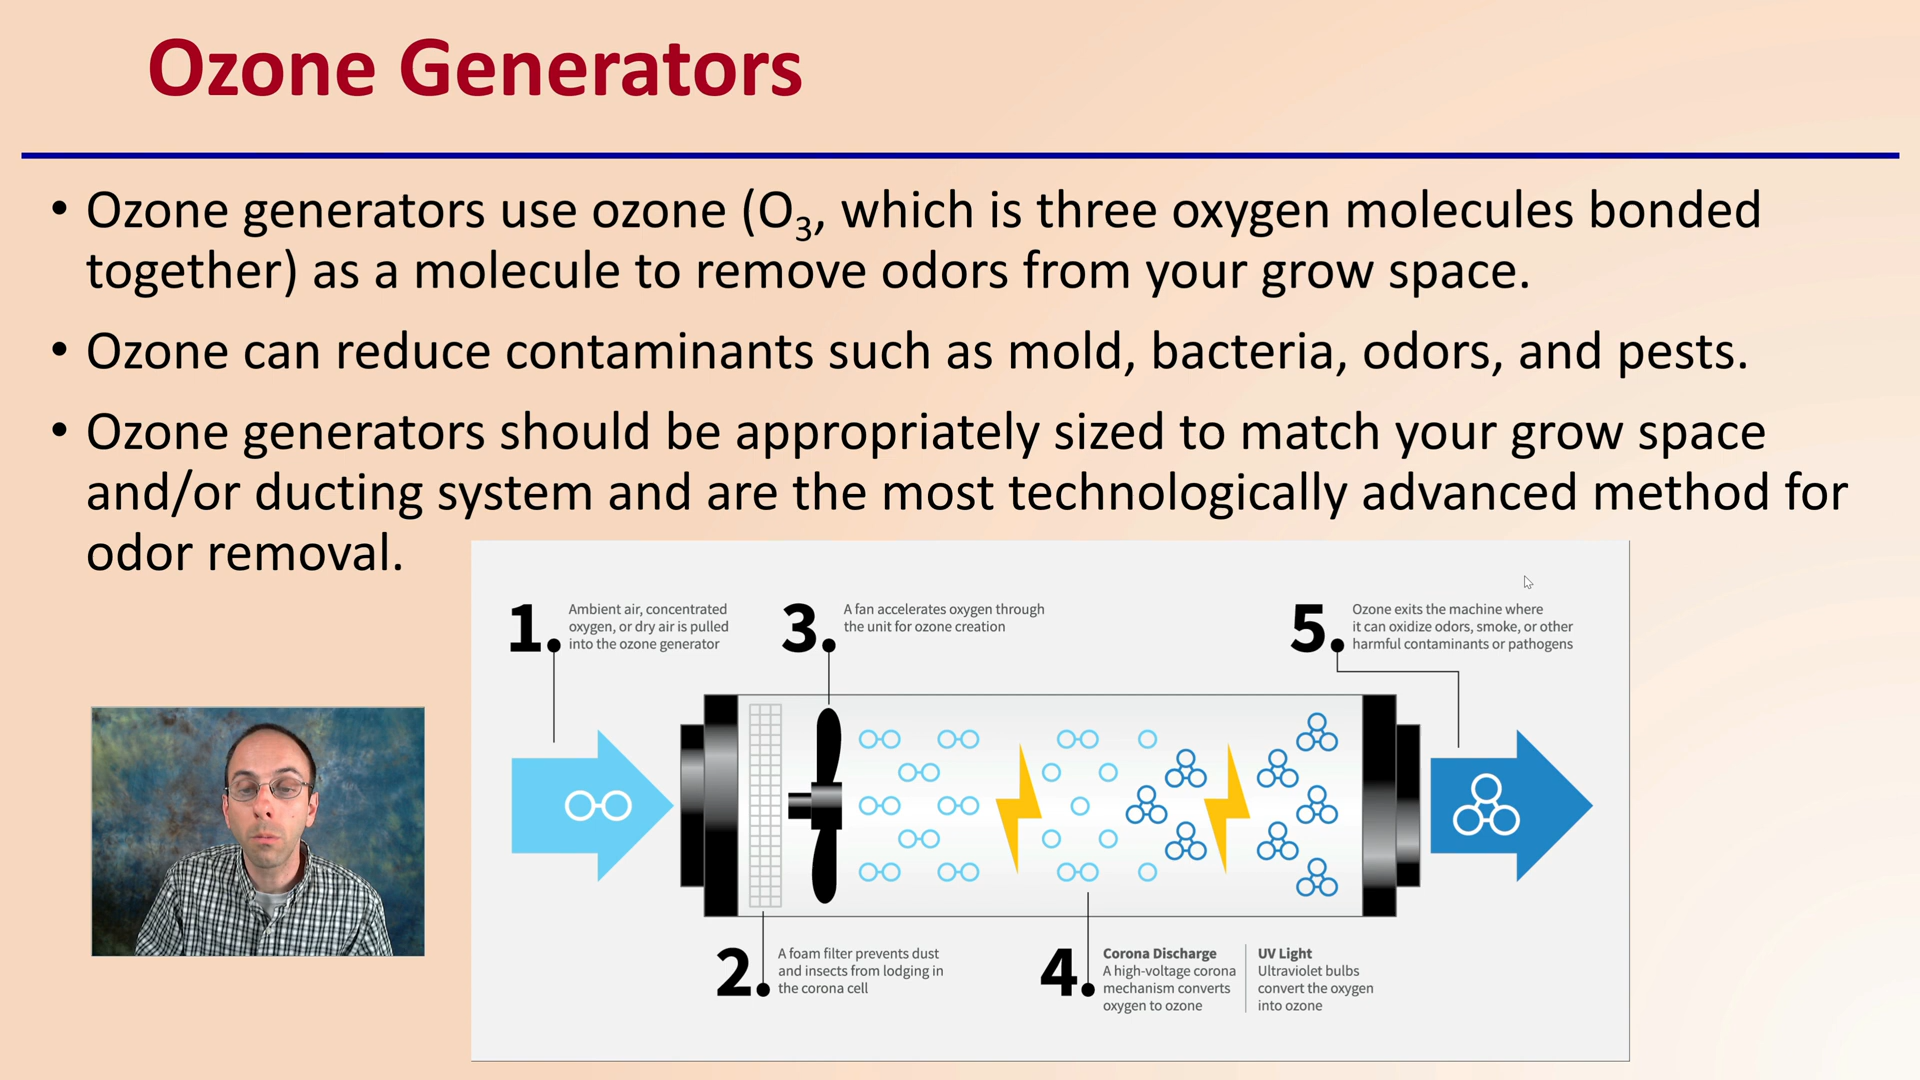 Ozone Generators
• Ozone generators use ozone (O3, which is three oxygen molecules bonded
together) as a molecule to remove odors from your grow space.
• Ozone can reduce contaminants such as mold, bacteria, odors, and pests.
• Ozone generators should be appropriately sized to match your grow space
and/or ducting system and are the most technologically advanced method for
odor removal.
1.
Ambient air, concentrated
oxygen, or dry air is pulled
into the ozone generator
3.
A fan accelerates oxygen through
the unit for ozone creation
5.
Ozone exits the machine where
it can oxidize odors, smoke, or other
harmful contaminants or pathogens
2.
A foam filter prevents dust
and insects from lodging in
the corona cell
4.
Corona Discharge
A high-voltage corona
mechanism converts
oxygen to ozone
UV Light
Ultraviolet bulbs
convert the oxygen
into ozone